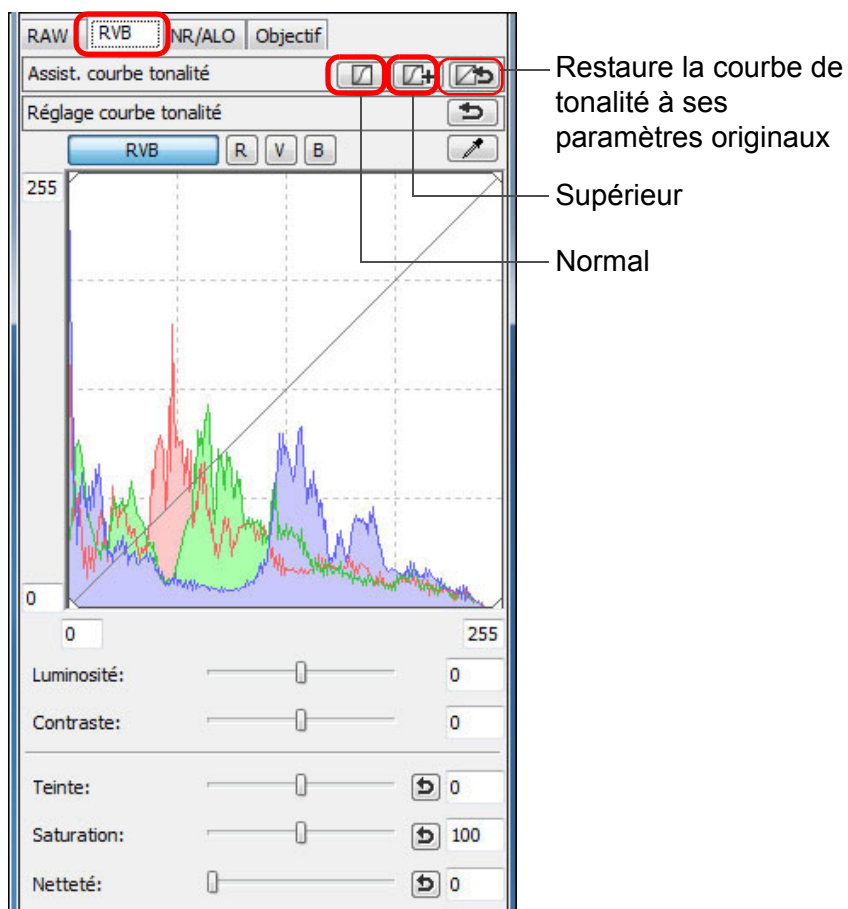 RAW RVB NR/ALO Objectif
Assist. courbe tonalité
Réglage courbe tonalité
RVB R V B
255
0
0 255
Luminosité: 0
Contraste: 0
Teinte: 0
Saturation: 100
Netteté: 0
Restaure la courbe de
tonalité à ses
paramètres originaux
Supérieur
Normal